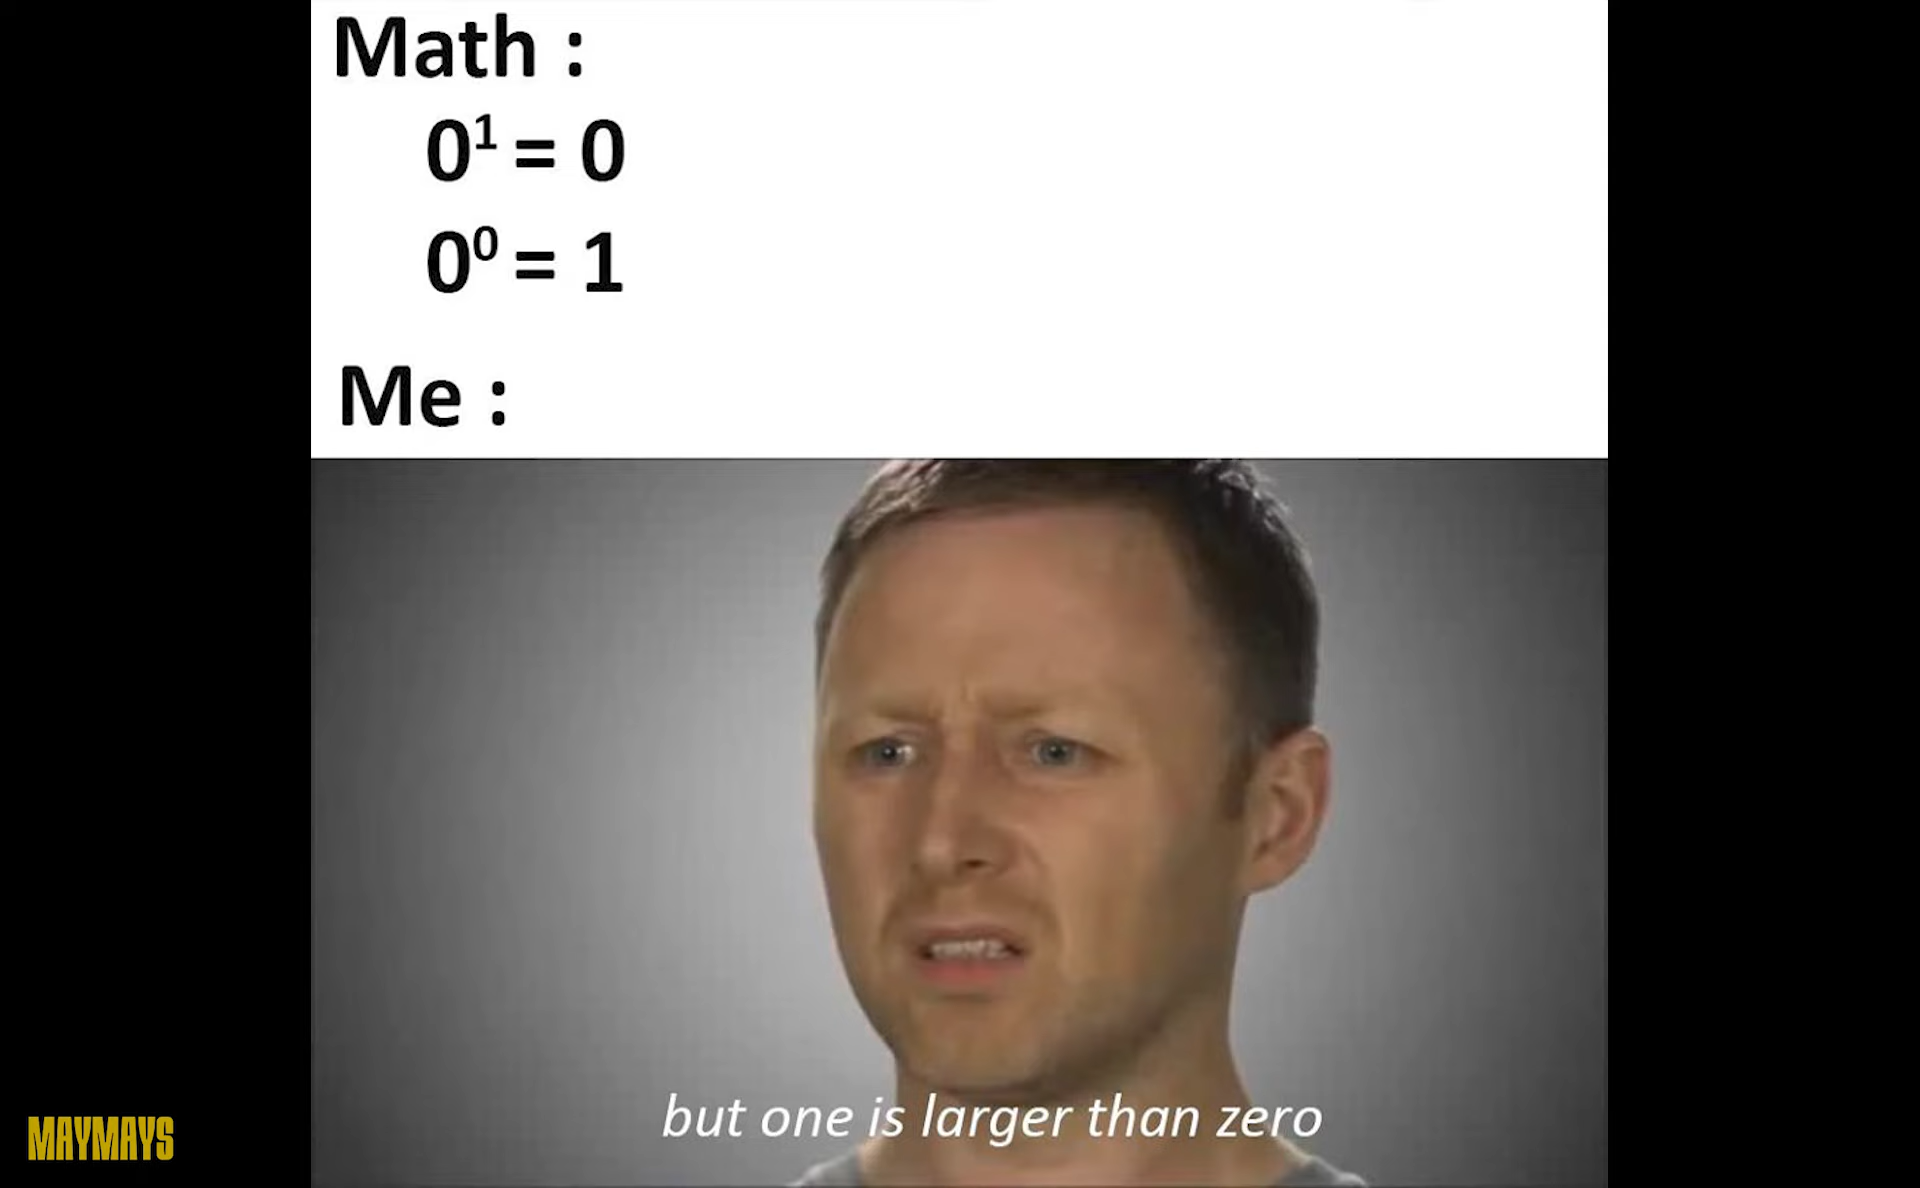 Math :
0¹ = 0
0⁰ = 1
Me :
but one is larger than zero
MAYMAYS